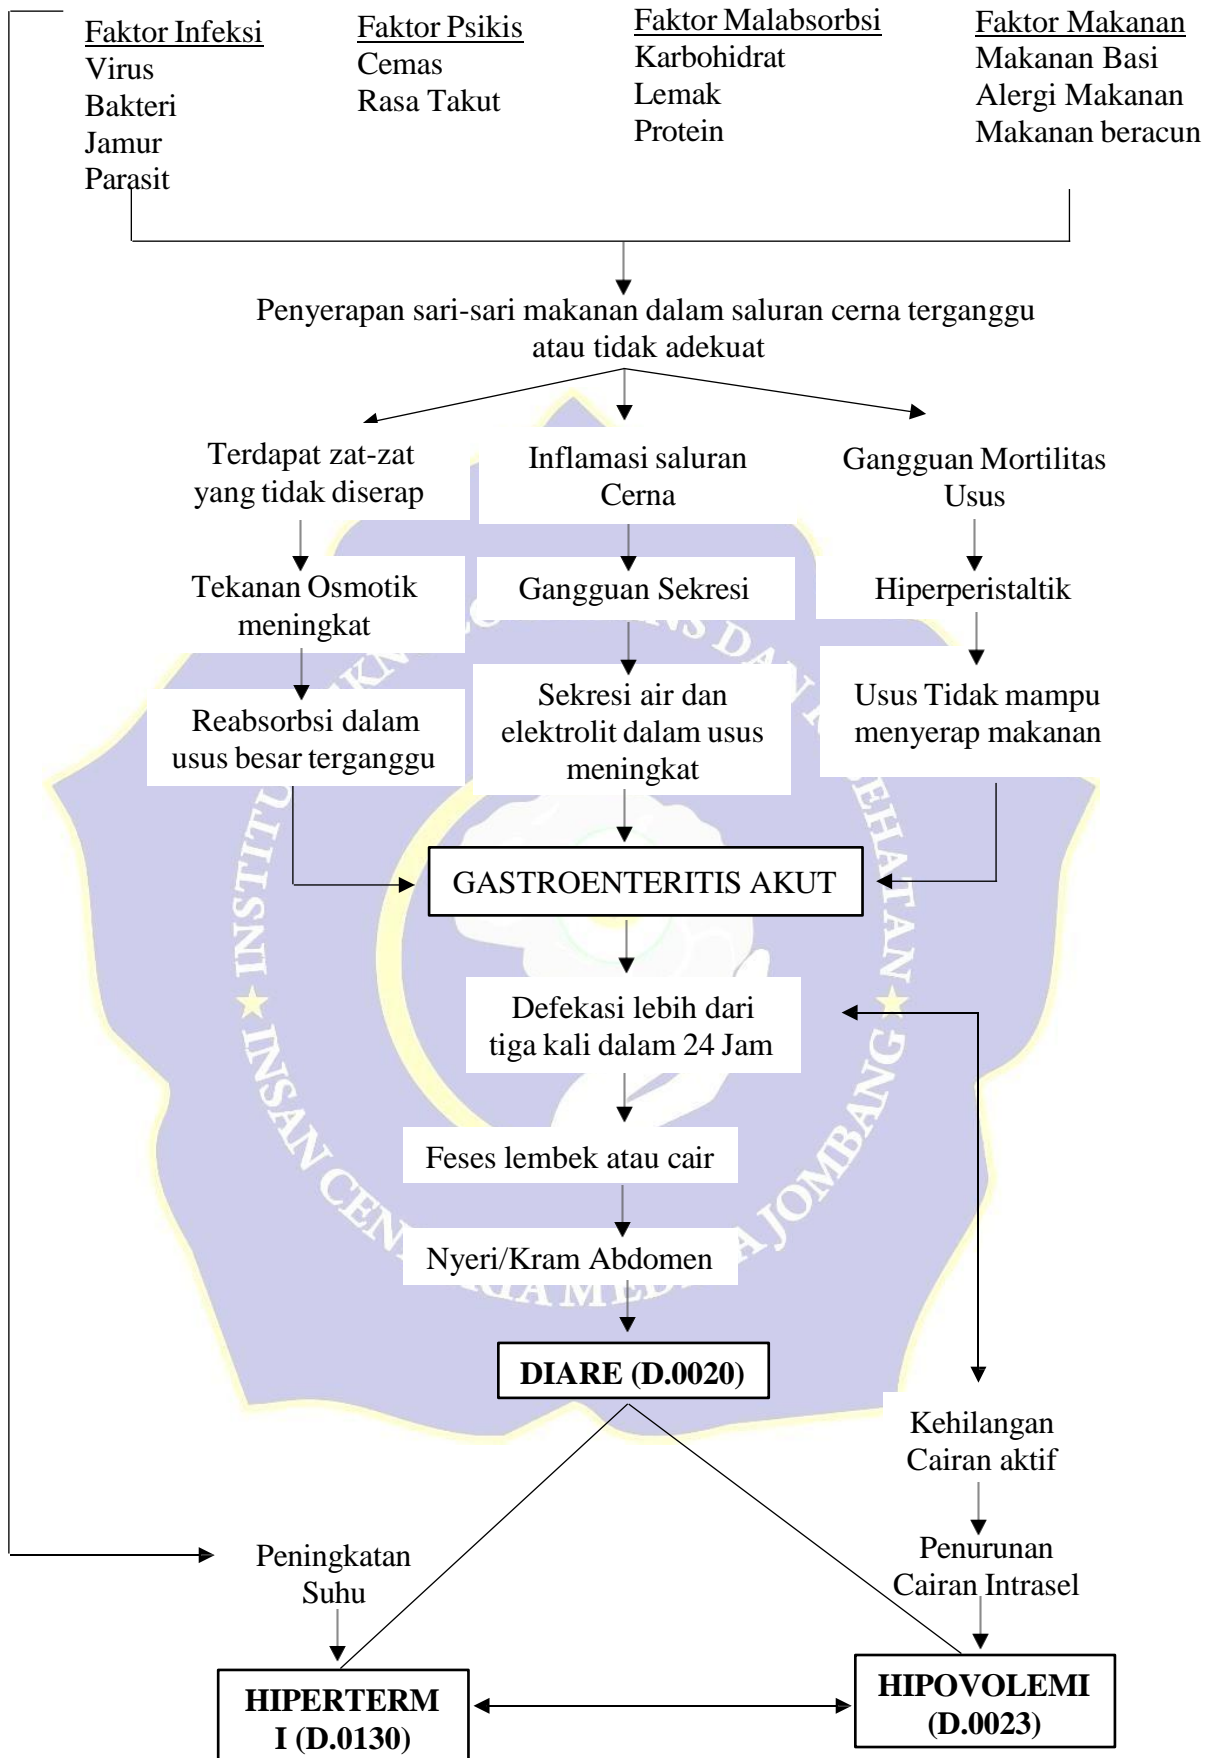 Faktor Infeksi
Virus
Bakteri
Jamur
Parasit
Faktor Psikis
Cemas
Rasa Takut
Faktor Malabsorbsi
Karbohidrat
Lemak
Protein
Faktor Makanan
Makanan Basi
Alergi Makanan
Makanan beracun
Penyerapan sari-sari makanan dalam saluran cerna terganggu
atau tidak adekuat
Terdapat zat-zat
yang tidak diserap
Inflamasi saluran
Cerna
Gangguan Mortilitas
Usus
Tekanan Osmotik
meningkat
Gangguan Sekresi
Hiperperistaltik
Reabsorbsi dalam
usus besar terganggu
Sekresi air dan
elektrolit dalam usus
meningkat
Usus Tidak mampu
menyerap makanan
GASTROENTERITIS AKUT
Defekasi lebih dari
tiga kali dalam 24 Jam
Feses lembek atau cair
Nyeri/Kram Abdomen
DIARE (D.0020)
Kehilangan
Cairan aktif
Peningkatan
Suhu
Penurunan
Cairan Intrasel
HIPERTERM
I (D.0130)
HIPOVOLEMI
(D.0023)
INSAN
JOMBANG